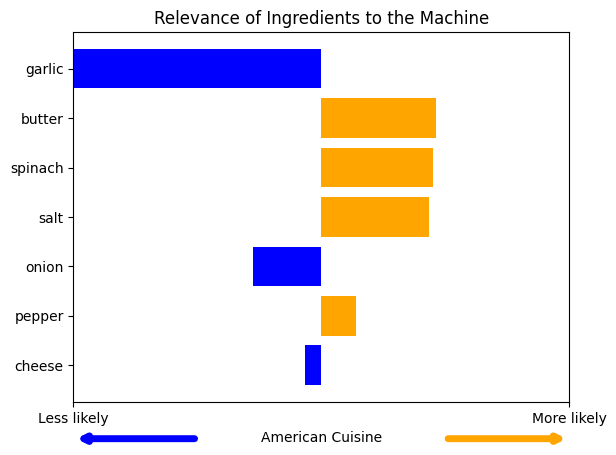 Relevance of Ingredients to the Machine
garlic
butter
spinach
salt
onion
pepper
cheese
Less likely
More likely
American Cuisine